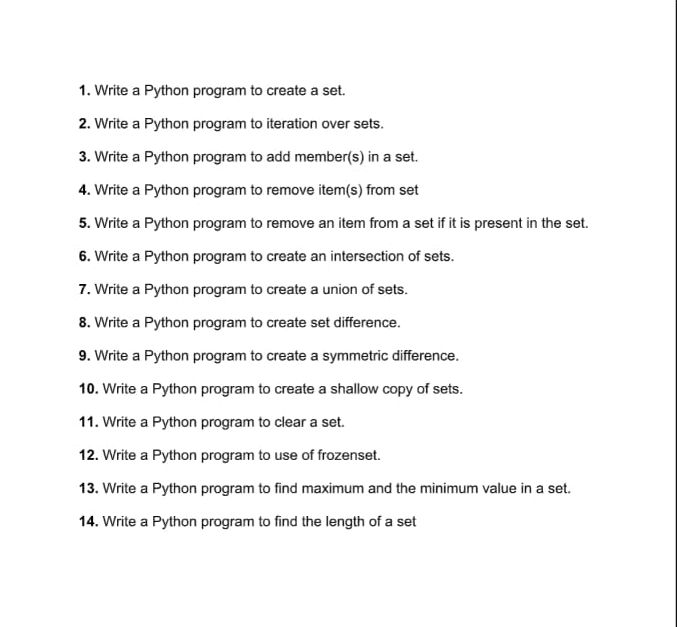 1. Write a Python program to create a set.
2. Write a Python program to iteration over sets.
3. Write a Python program to add member(s) in a set.
4. Write a Python program to remove item(s) from set
5. Write a Python program to remove an item from a set if it is present in the set.
6. Write a Python program to create an intersection of sets.
7. Write a Python program to create a union of sets.
8. Write a Python program to create set difference.
9. Write a Python program to create a symmetric difference.
10. Write a Python program to create a shallow copy of sets.
11. Write a Python program to clear a set.
12. Write a Python program to use of frozenset.
13. Write a Python program to find maximum and the minimum value in a set.
14. Write a Python program to find the length of a set